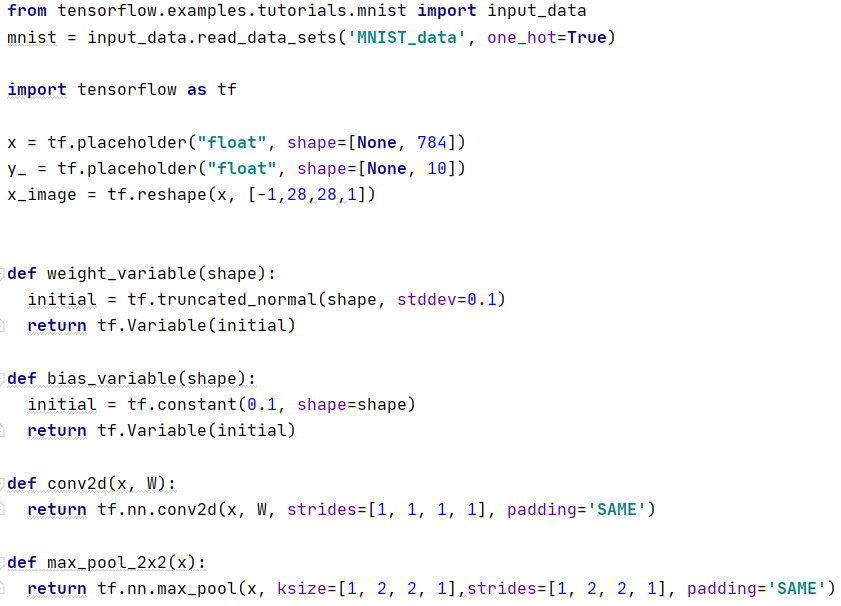 from tensorflow.examples.tutorials.mnist import input_data
mnist = input_data.read_data_sets('MNIST_data', one_hot=True)
import tensorflow as tf
x = tf.placeholder("float", shape=[None, 784])
y_ = tf.placeholder("float", shape=[None, 10])
x_image = tf.reshape(x, [-1,28,28,1])
def weight_variable(shape):
  initial = tf.truncated_normal(shape, stddev=0.1)
  return tf.Variable(initial)
def bias_variable(shape):
  initial = tf.constant(0.1, shape=shape)
  return tf.Variable(initial)
def conv2d(x, W):
  return tf.nn.conv2d(x, W, strides=[1, 1, 1, 1], padding='SAME')
def max_pool_2x2(x):
  return tf.nn.max_pool(x, ksize=[1, 2, 2, 1],strides=[1, 2, 2, 1], padding='SAME')